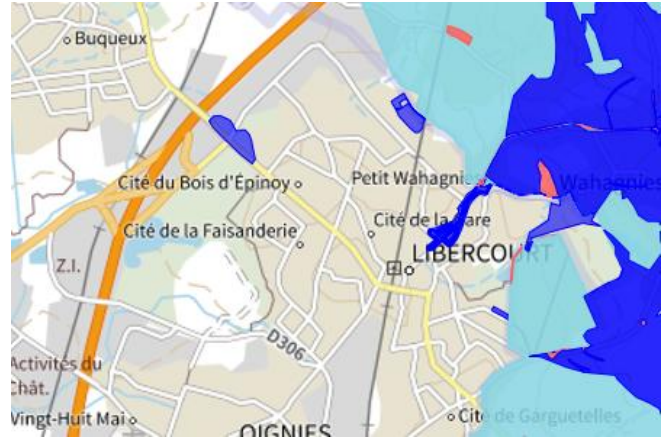 Buqueux
Cité du Bois d'Épinoy
Petit Wahagnies
Wahagnies
Cité de la Faisanderie
Cité de la Gare
LIBERCOURT
Z.I.
D306
Activités du
Chât.
Vingt-Huit Mai
OIGNIES
Cité de Garguetelles